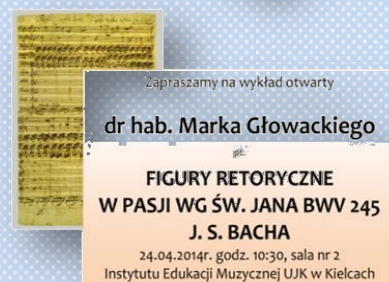 Zapraszamy na wykład otwarty
dr hab. Marka Głowackiego
FIGURY RETORYCZNE
W PASJI WG ŚW. JANA BWV 245
J. S. BACHA
24.04.2014r. godz. 10:30, sala nr 2
Instytutu Edukacji Muzycznej UJK w Kielcach